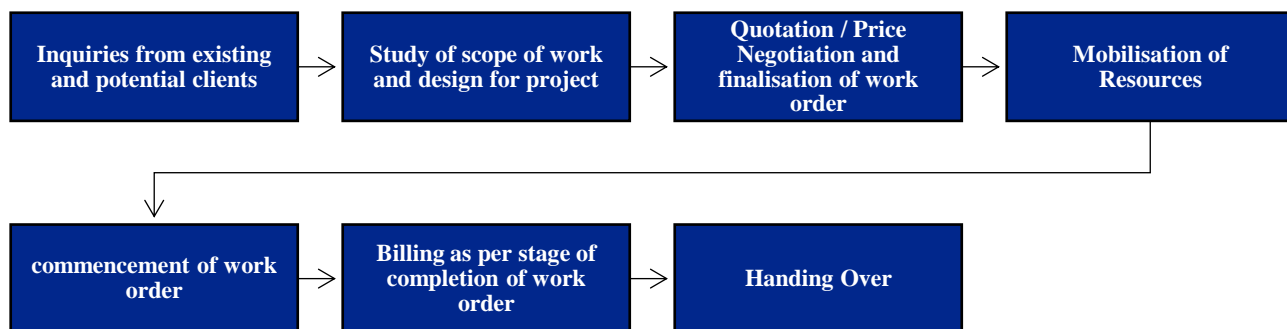 Inquiries from existing
and potential clients
Study of scope of work
and design for project
Quotation / Price
Negotiation and
finalisation of work
order
Mobilisation of
Resources
commencement of work
order
Billing as per stage of
completion of work
order
Handing Over